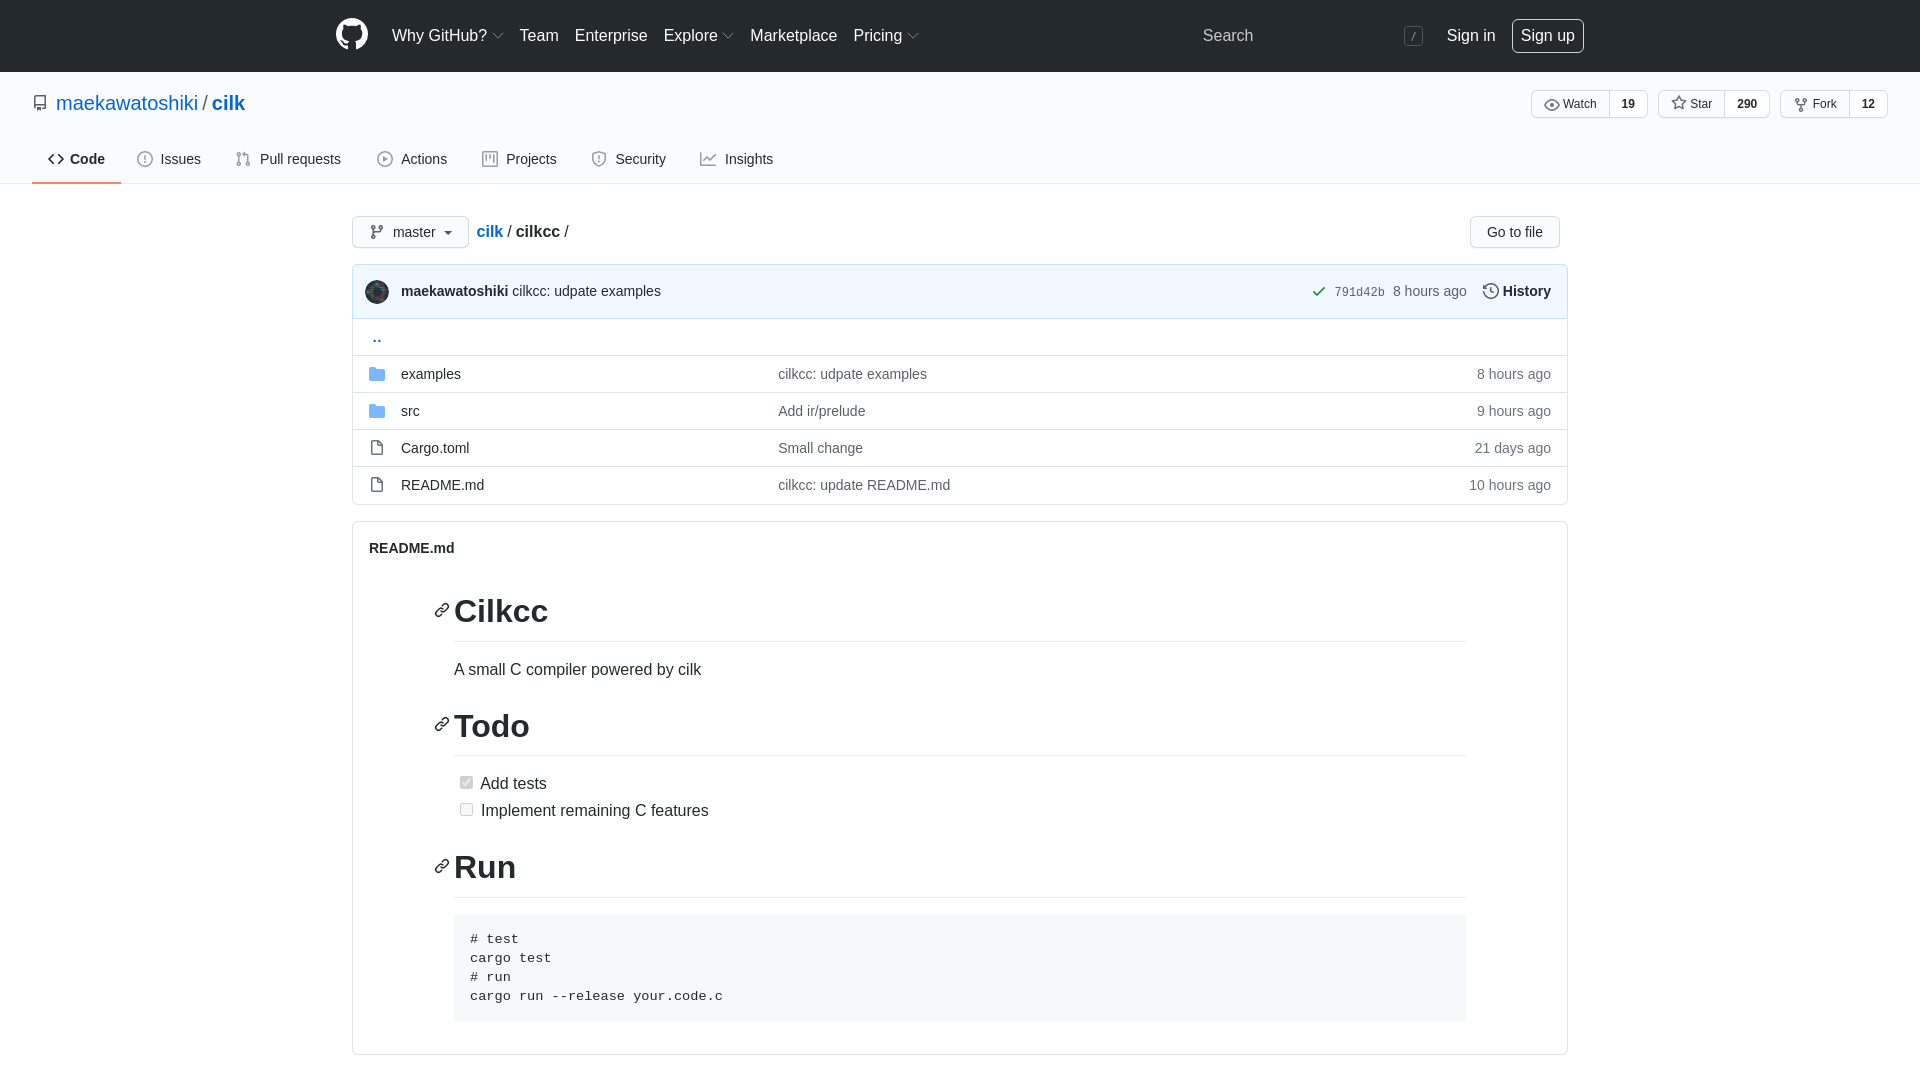 Why GitHub? Team Enterprise Explore Marketplace Pricing Search / Sign in Sign up
maekawatoshiki / cilk Watch 19 Star 290 Fork 12
Code Issues Pull requests Actions Projects Security Insights
master cilk / cilkcc / Go to file
maekawatoshiki cilkcc: udpate examples 791d42b 8 hours ago History
..
examples cilkcc: udpate examples 8 hours ago
src Add ir/prelude 9 hours ago
Cargo.toml Small change 21 days ago
README.md cilkcc: update README.md 10 hours ago
README.md
Cilkcc
A small C compiler powered by cilk
Todo
Add tests
Implement remaining C features
Run
# test
cargo test
# run
cargo run --release your.code.c